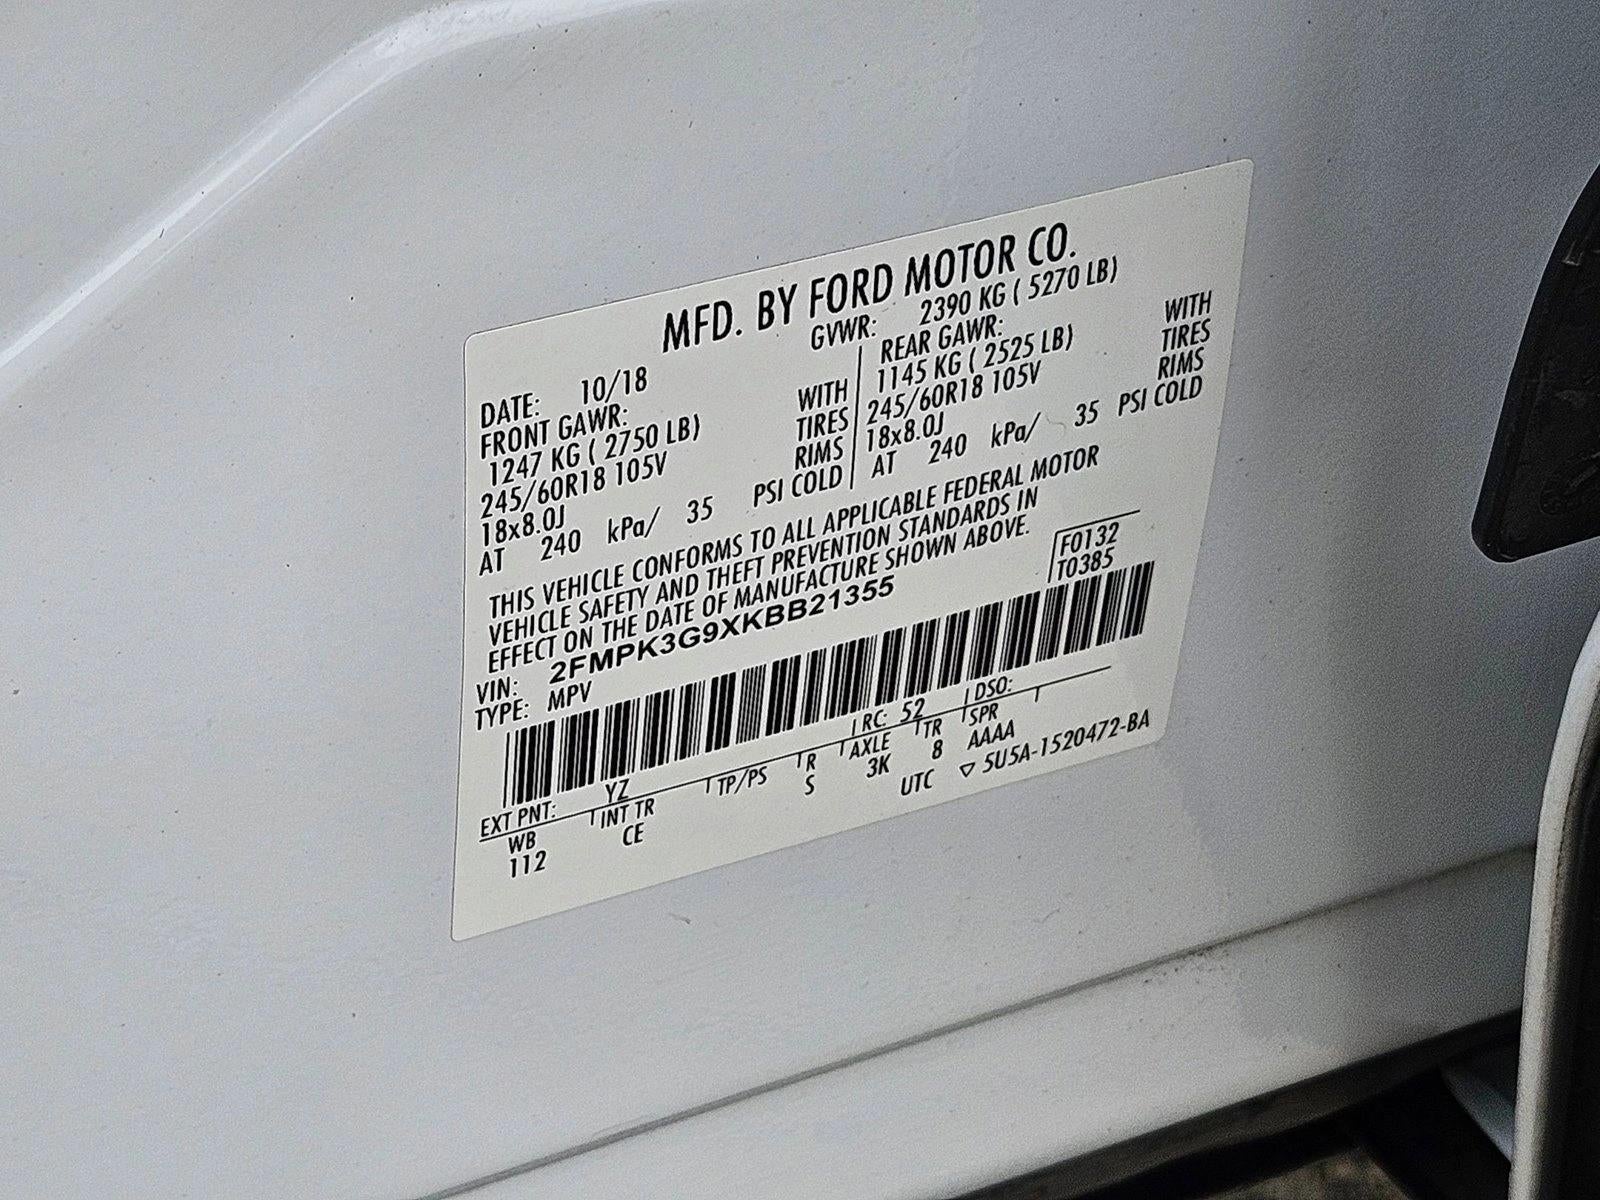 MFD. BY FORD MOTOR CO.
DATE: 10/18 GVWR: 2390 KG ( 5270 LB)
FRONT GAWR: REAR GAWR:
1247 KG ( 2750 LB) WITH 1145 KG ( 2525 LB) WITH
245/60R18 105V TIRES 245/60R18 105V TIRES
18x8.0J RIMS 18x8.0J RIMS
AT 240 kPa/ 35 PSI COLD AT 240 kPa/ 35 PSI COLD
THIS VEHICLE CONFORMS TO ALL APPLICABLE FEDERAL MOTOR
VEHICLE SAFETY AND THEFT PREVENTION STANDARDS IN
EFFECT ON THE DATE OF MANUFACTURE SHOWN ABOVE.
F0132
T0385
VIN: 2FMPK3G9XKBB21355
TYPE: MPV
EXT PNT: YZ RC: 52 DSO:
WB INT TR TP/PS R AXLE TR SPR
112 CE S 3K 8 AAAA
UTC ▽ 5U5A-1520472-BA